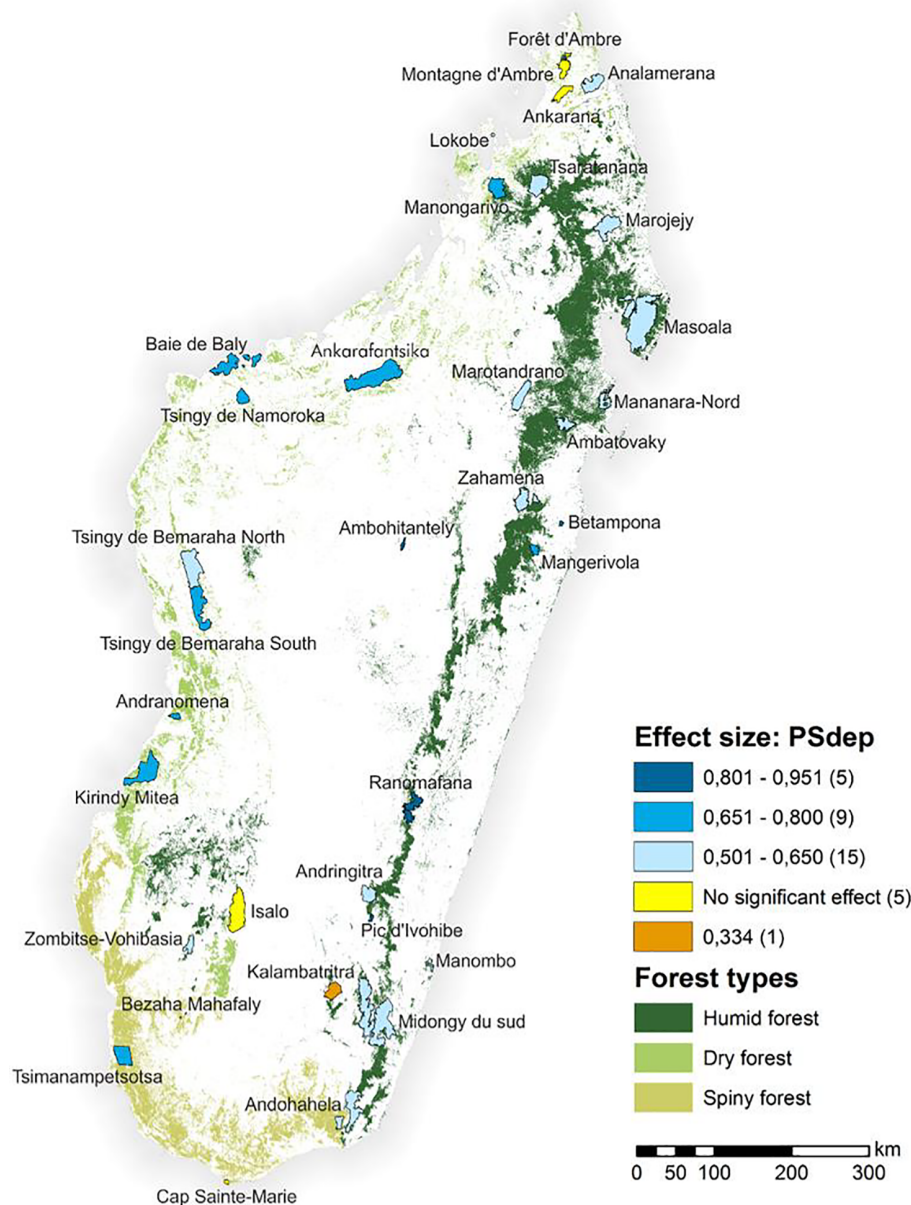 Forêt d'Ambre
Montagne d'Ambre
Analamerana
Ankarana
Lokobe
Tsaratanana
Manongarivo
Marojejy
Masoala
Baie de Baly
Ankarafantsika
Marotandrano
Tsingy de Namoroka
Mananara-Nord
Ambatovaky
Zahamena
Betampona
Ambohitantely
Tsingy de Bemaraha North
Mangerivola
Tsingy de Bemaraha South
Andranomena
Effect size: PSdep
0,801 - 0,951 (5)
Ranomafana
Kirindy Mitea
0,651 - 0,800 (9)
0,501 - 0,650 (15)
Andringitra
No significant effect (5)
Isalo
Pic d'Ivohibe
0,334 (1)
Zombitse-Vohibasia
Manombo
Kalambatritra
Forest types
Bezaha Mahafaly
Midongy du sud
Humid forest
Dry forest
Tsimanampetsotsa
Spiny forest
Andohahela
km
0 50 100 200 300
Cap Sainte-Marie